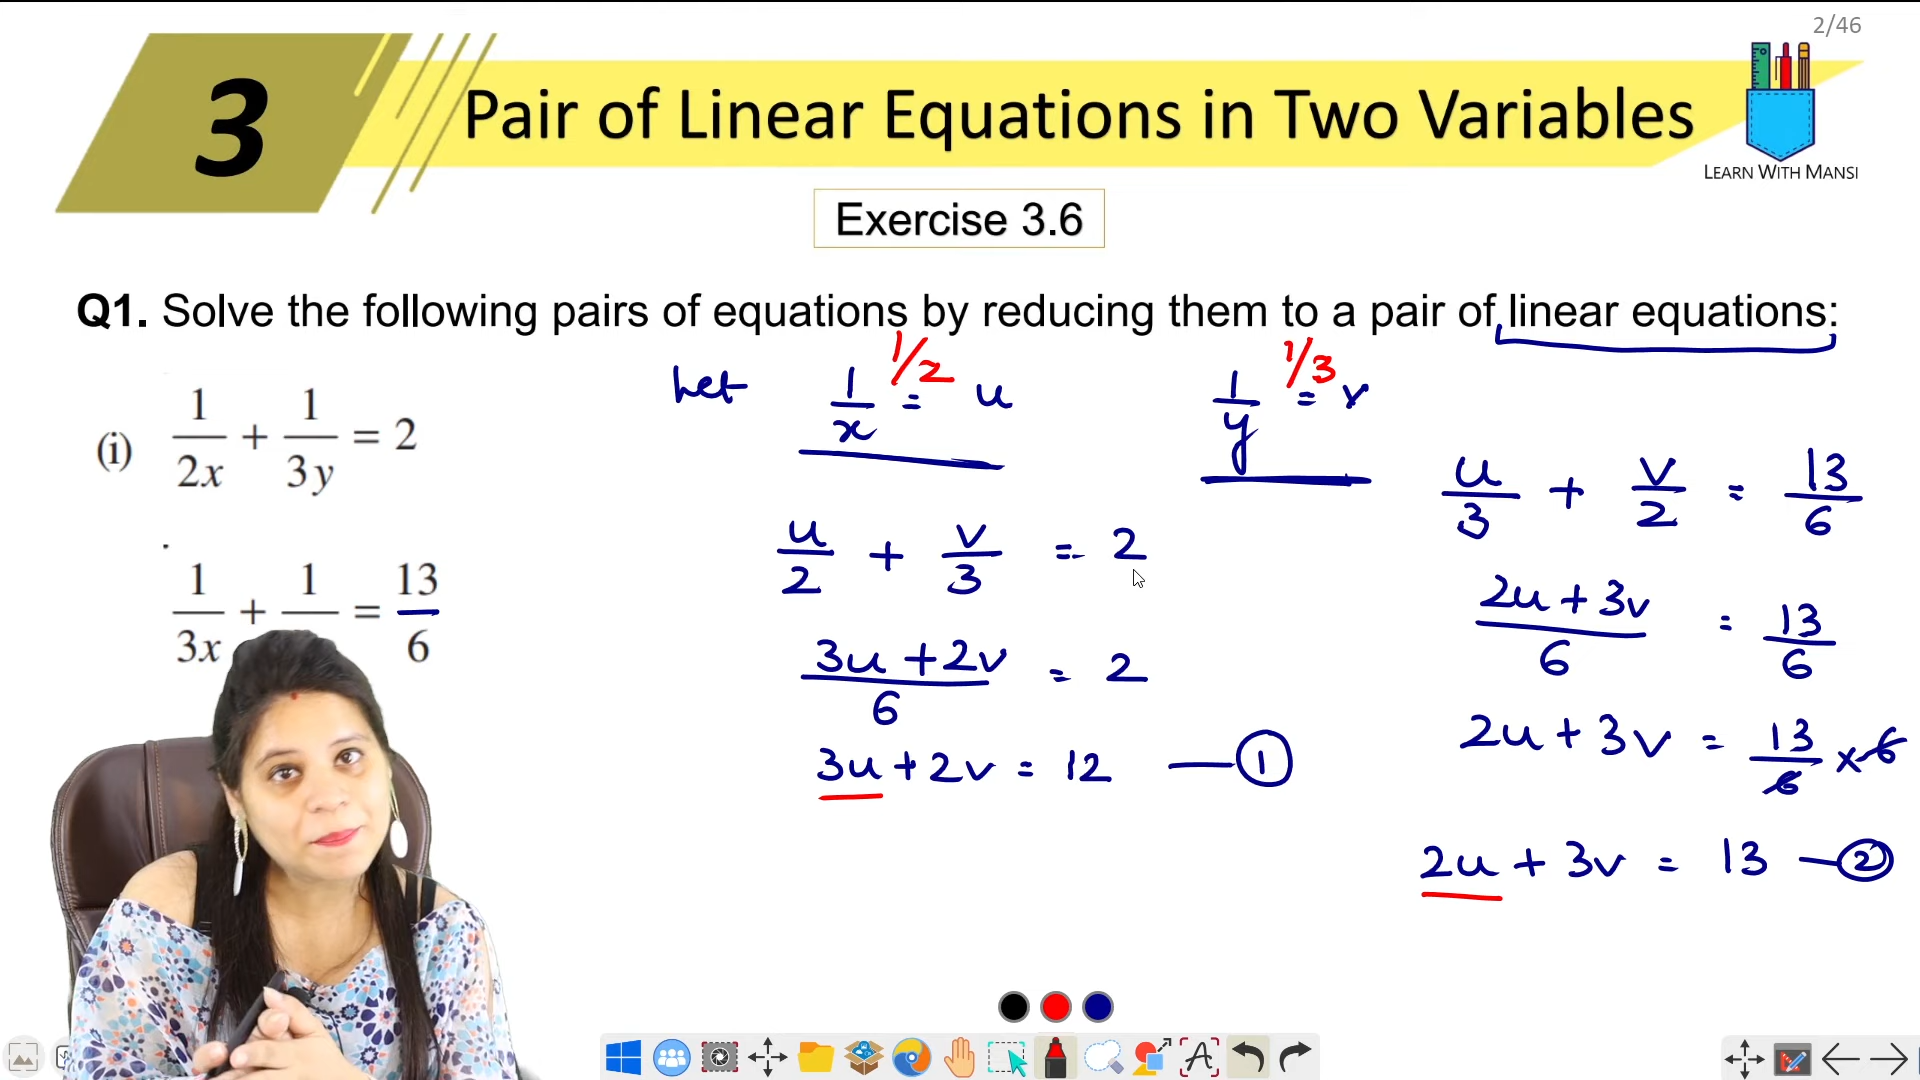 2/46
3
Pair of Linear Equations in Two Variables
LEARN WITH MANSI
Exercise 3.6
Q1. Solve the following pairs of equations by reducing them to a pair of linear equations:
Let 1/x = u 1/y = v
1/2 1/3
(i) 1/2x + 1/3y = 2
1/3x + 1/ = 13/6
u/2 + v/3 = 2
(3u + 2v)/6 = 2
3u + 2v = 12 — ①
u/3 + v/2 = 13/6
(2u + 3v)/6 = 13/6
2u + 3v = 13/6 × 6
2u + 3v = 13 — ②